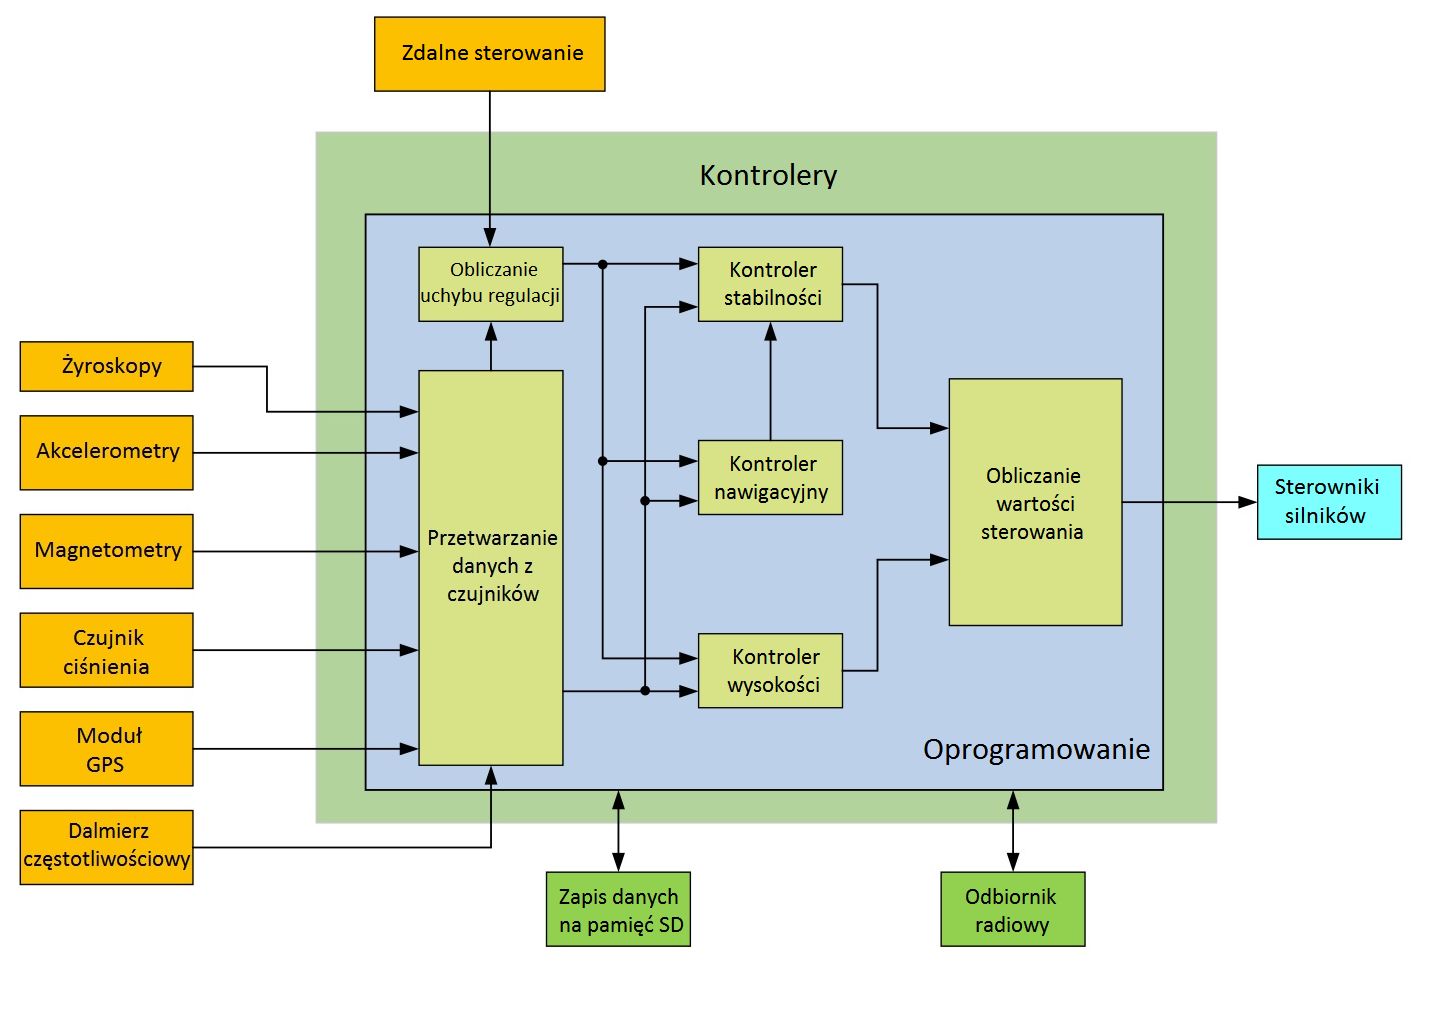 Zdalne sterowanie
Kontrolery
Obliczanie
uchybu regulacji
Kontroler
stabilności
Żyroskopy
Akcelerometry
Magnetometry
Czujnik
ciśnienia
Moduł
GPS
Dalmierz
częstotliwościowy
Przetwarzanie
danych z
czujników
Kontroler
nawigacyjny
Kontroler
wysokości
Obliczanie
wartości
sterowania
Sterowniki
silników
Oprogramowanie
Zapis danych
na pamięć SD
Odbiornik
radiowy